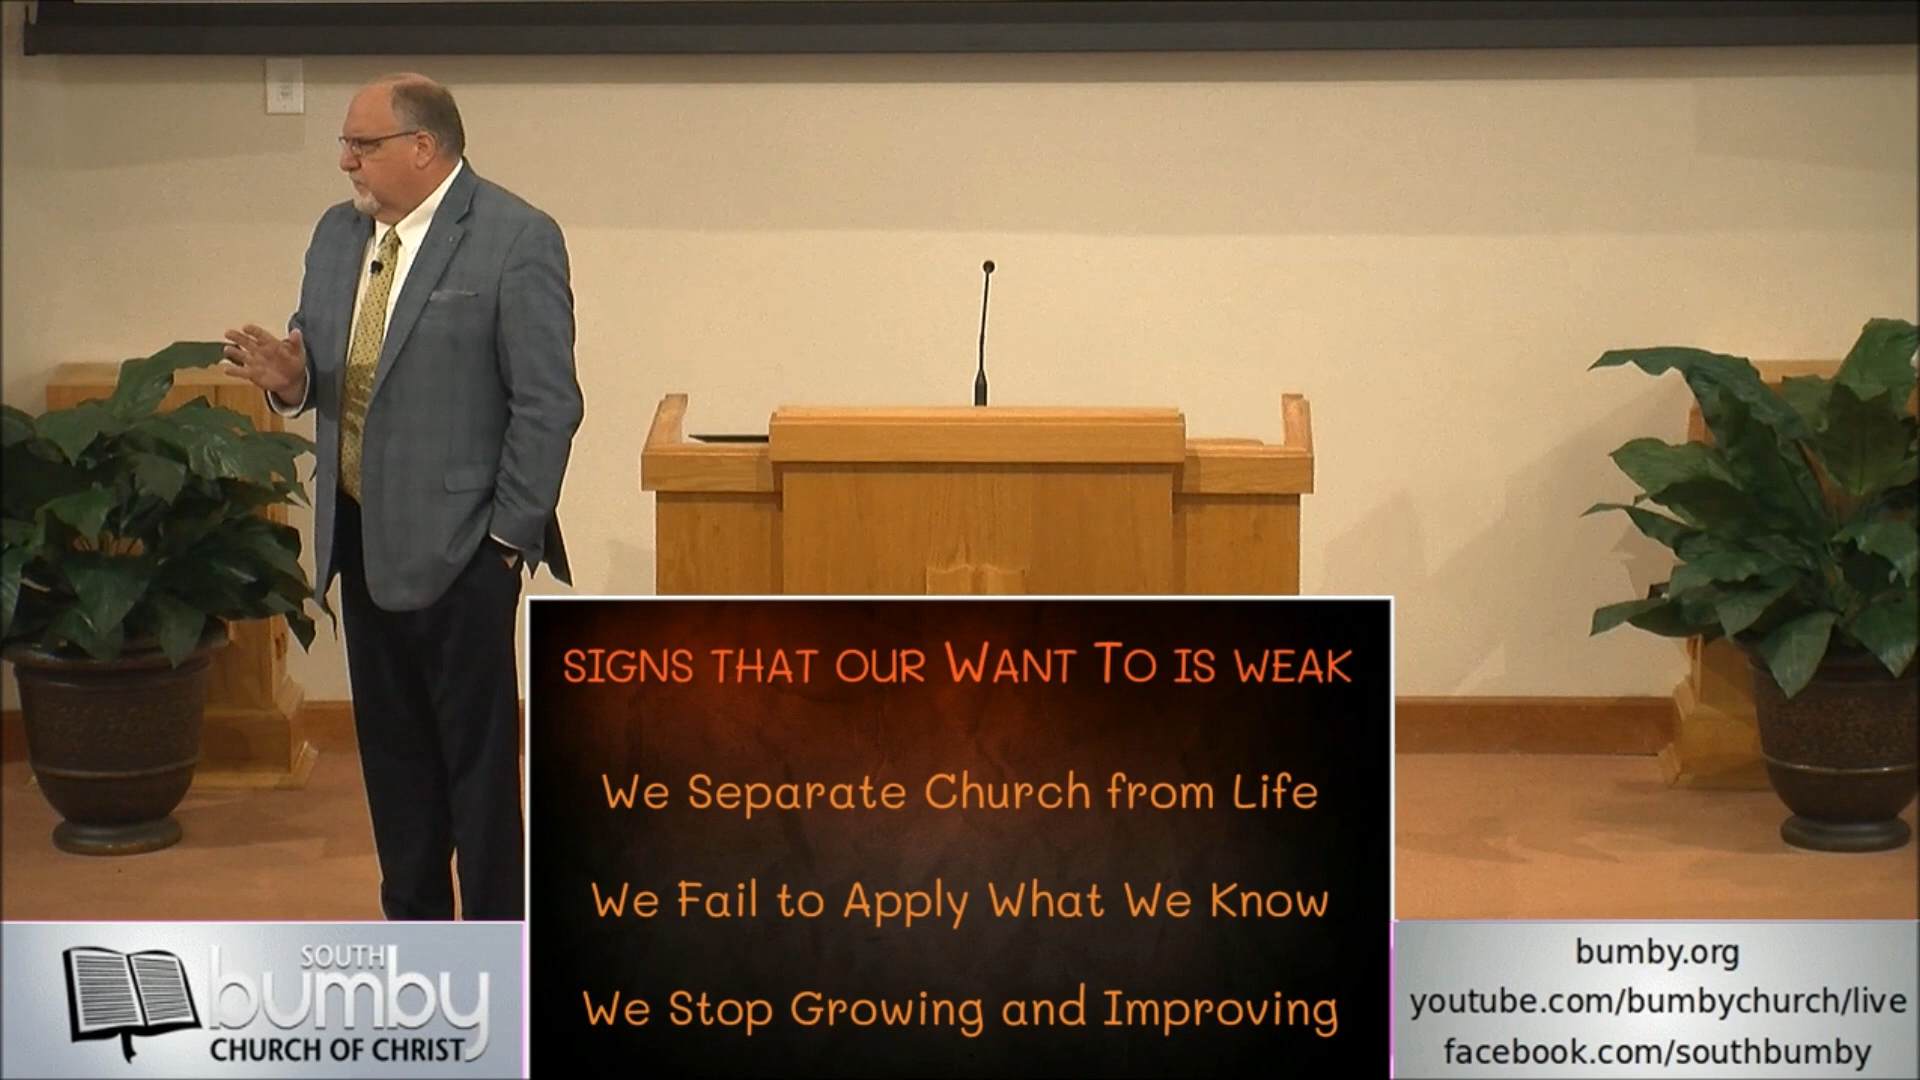 SIGNS THAT OUR WANT TO IS WEAK
We Separate Church from Life
We Fail to Apply What We Know
We Stop Growing and Improving
SOUTH
bumby
CHURCH OF CHRIST
bumby.org
youtube.com/bumbychurch/live
facebook.com/southbumby